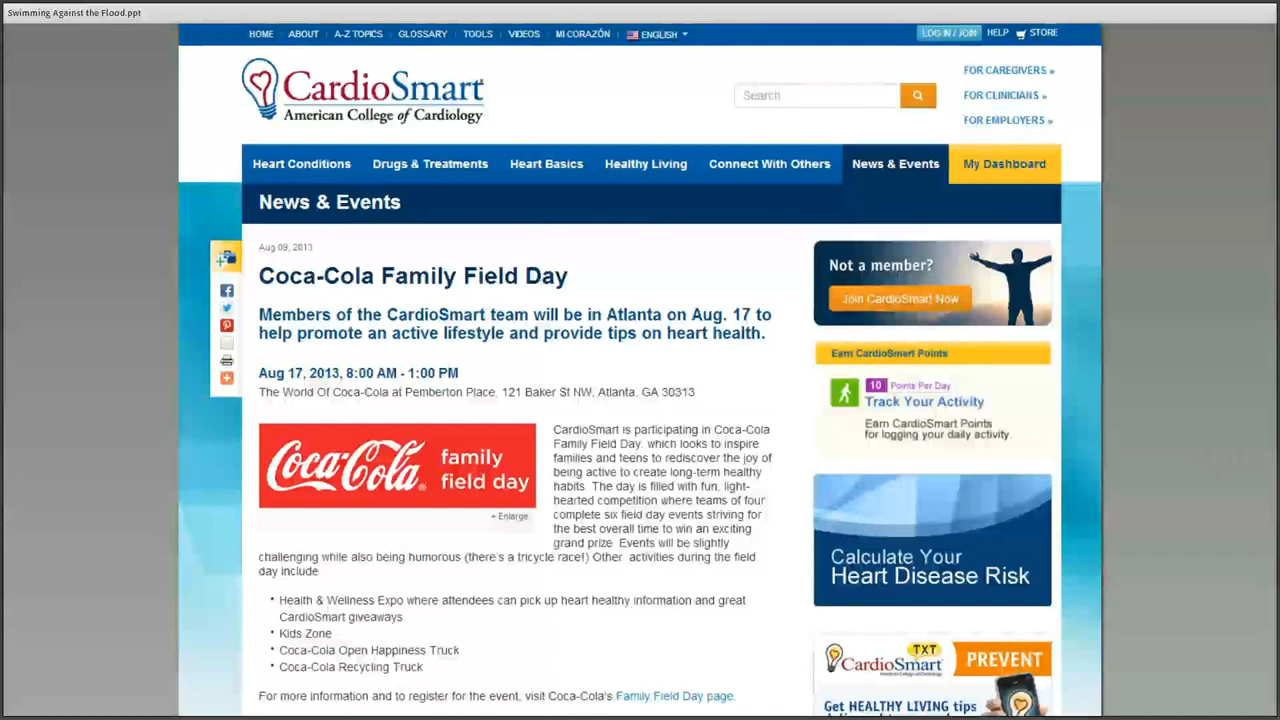 Swimming Against the Flood.ppt
HOME ABOUT A-Z TOPICS GLOSSARY TOOLS VIDEOS MI CORAZÓN ENGLISH LOG IN / JOIN HELP STORE
CardioSmart
American College of Cardiology
Search
FOR CAREGIVERS »
FOR CLINICIANS »
FOR EMPLOYERS »
Heart Conditions Drugs & Treatments Heart Basics Healthy Living Connect With Others News & Events My Dashboard
News & Events
Aug 09, 2013
Coca-Cola Family Field Day
Members of the CardioSmart team will be in Atlanta on Aug. 17 to
help promote an active lifestyle and provide tips on heart health.
Aug 17, 2013, 8:00 AM - 1:00 PM
The World Of Coca-Cola at Pemberton Place, 121 Baker St NW, Atlanta, GA 30313
Coca-Cola family
field day
+ Enlarge
CardioSmart is participating in Coca-Cola
Family Field Day, which looks to inspire
families and teens to rediscover the joy of
being active to create long-term healthy
habits. The day is filled with fun, light-
hearted competition where teams of four
complete six field day events striving for
the best overall time to win an exciting
grand prize. Events will be slightly
challenging while also being humorous (there's a tricycle race!) Other activities during the field
day include
• Health & Wellness Expo where attendees can pick up heart healthy information and great
CardioSmart giveaways
• Kids Zone
• Coca-Cola Open Happiness Truck
• Coca-Cola Recycling Truck
For more information and to register for the event, visit Coca-Cola's Family Field Day page.
Not a member?
Join CardioSmart Now
Earn CardioSmart Points
10 Points Per Day
Track Your Activity
Earn CardioSmart Points
for logging your daily activity.
Calculate Your
Heart Disease Risk
TXT
CardioSmart
American College of Cardiology
PREVENT
Get HEALTHY LIVING tips